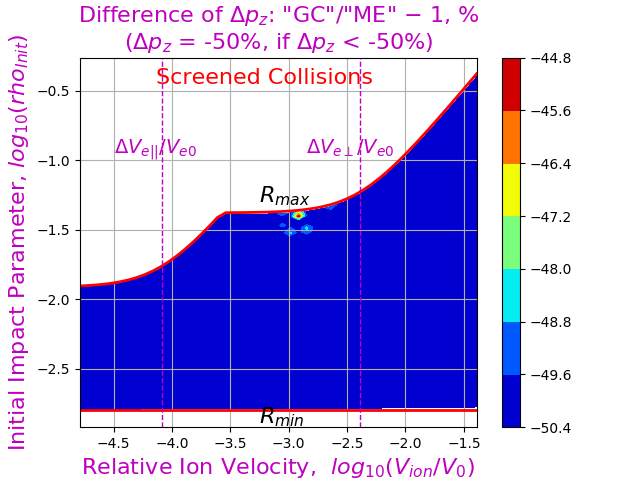 Difference of Δp_z: "GC"/"ME" − 1, %
(Δp_z = -50%, if Δp_z < -50%)
Screened Collisions
ΔV_e||/V_e0
ΔV_e⊥/V_e0
R_max
R_min
Initial Impact Parameter, log_10(rho_Init)
−0.5
−1.0
−1.5
−2.0
−2.5
−4.5 −4.0 −3.5 −3.0 −2.5 −2.0 −1.5
Relative Ion Velocity, log_10(V_ion/V_0)
−44.8
−45.6
−46.4
−47.2
−48.0
−48.8
−49.6
−50.4